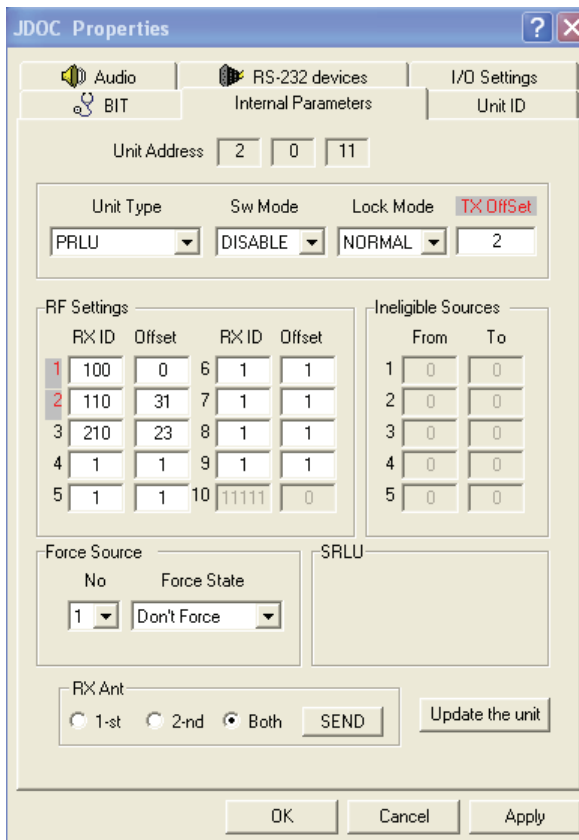 JDOC Properties
Audio RS-232 devices I/O Settings
BIT Internal Parameters Unit ID
Unit Address 2 0 11
Unit Type Sw Mode Lock Mode TX OffSet
PRLU DISABLE NORMAL 2
RF Settings
RX ID Offset RX ID Offset
1 100 0 6 1 1
2 110 31 7 1 1
3 210 23 8 1 1
4 1 1 9 1 1
5 1 1 10 11111 0
Ineligible Sources
From To
1 0 0
2 0 0
3 0 0
4 0 0
5 0 0
Force Source
No Force State
1 Don't Force
SRLU
RX Ant
1-st 2-nd Both SEND
Update the unit
OK Cancel Apply